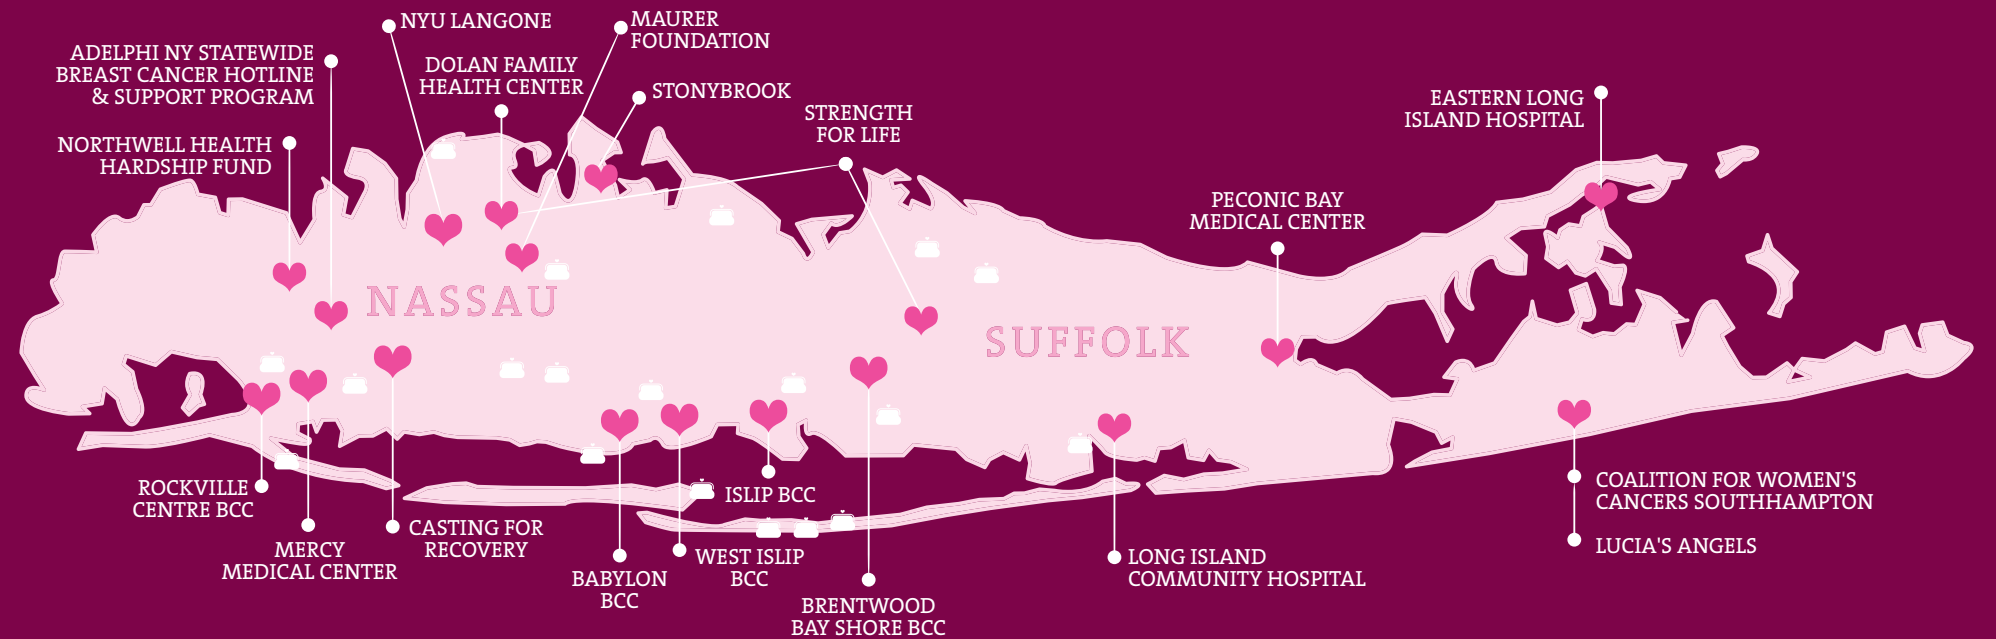 NYU LANGONE
MAURER
FOUNDATION
ADELPHI NY STATEWIDE
BREAST CANCER HOTLINE
& SUPPORT PROGRAM
DOLAN FAMILY
HEALTH CENTER
STONYBROOK
STRENGTH
FOR LIFE
EASTERN LONG
ISLAND HOSPITAL
NORTHWELL HEALTH
HARDSHIP FUND
PECONIC BAY
MEDICAL CENTER
NASSAU
SUFFOLK
ROCKVILLE
CENTRE BCC
MERCY
MEDICAL CENTER
CASTING FOR
RECOVERY
BABYLON
BCC
WEST ISLIP
BCC
ISLIP BCC
BRENTWOOD
BAY SHORE BCC
LONG ISLAND
COMMUNITY HOSPITAL
COALITION FOR WOMEN'S
CANCERS SOUTHHAMPTON
LUCIA'S ANGELS